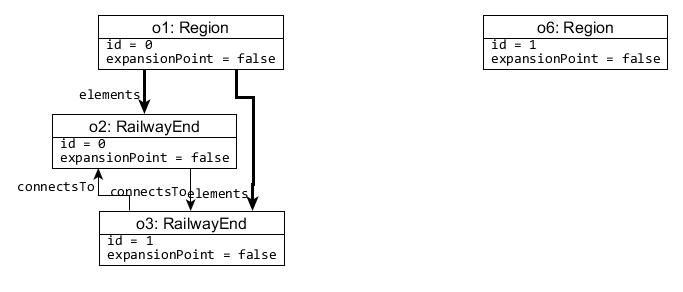 o1: Region
id = 0
expansionPoint = false
o6: Region
id = 1
expansionPoint = false
elements
o2: RailwayEnd
id = 0
expansionPoint = false
connectsTo
connectsTo
elements
o3: RailwayEnd
id = 1
expansionPoint = false